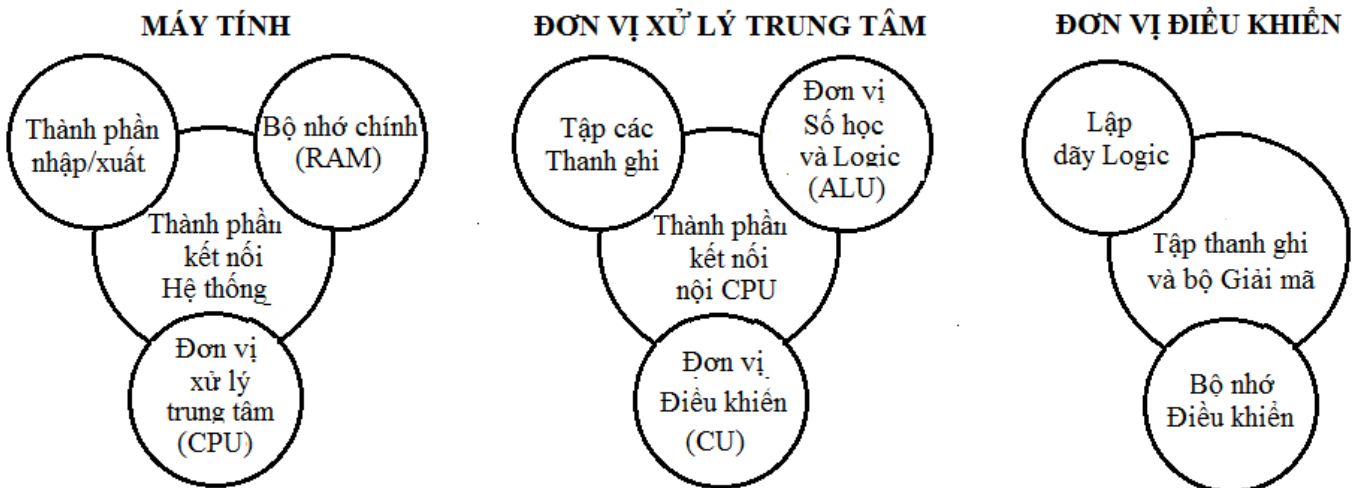 MÁY TÍNH
Thành phần
nhập/xuất
Bộ nhớ chính
(RAM)
Thành phần
kết nối
Hệ thống
Đơn vị
xử lý
trung tâm
(CPU)
ĐƠN VỊ XỬ LÝ TRUNG TÂM
Tập các
Thanh ghi
Đơn vị
Số học
và Logic
(ALU)
Thành phần
kết nối
nội CPU
Đơn vị
Điều khiển
(CU)
ĐƠN VỊ ĐIỀU KHIỂN
Lập
dãy Logic
Tập thanh ghi
và bộ Giải mã
Bộ nhớ
Điều khiển